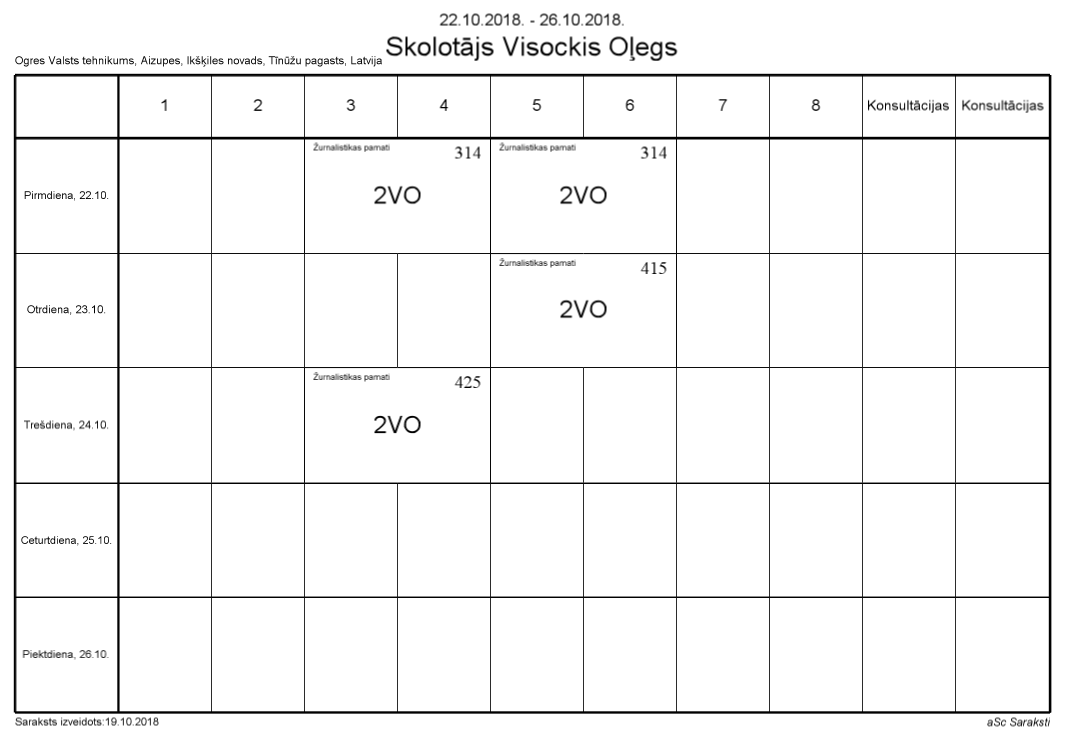 22.10.2018. - 26.10.2018.
Skolotājs Visockis Oļegs
Ogres Valsts tehnikums, Aizupes, Ikšķiles novads, Tīnūžu pagasts, Latvija
1 2 3 4 5 6 7 8 Konsultācijas Konsultācijas
Žurnalistikas pamati 314 Žurnalistikas pamati 314
Pirmdiena, 22.10. 2VO 2VO
Žurnalistikas pamati 415
Otrdiena, 23.10. 2VO
Žurnalistikas pamati 425
Trešdiena, 24.10. 2VO
Ceturtdiena, 25.10.
Piektdiena, 26.10.
Saraksts izveidots:19.10.2018 aSc Saraksti